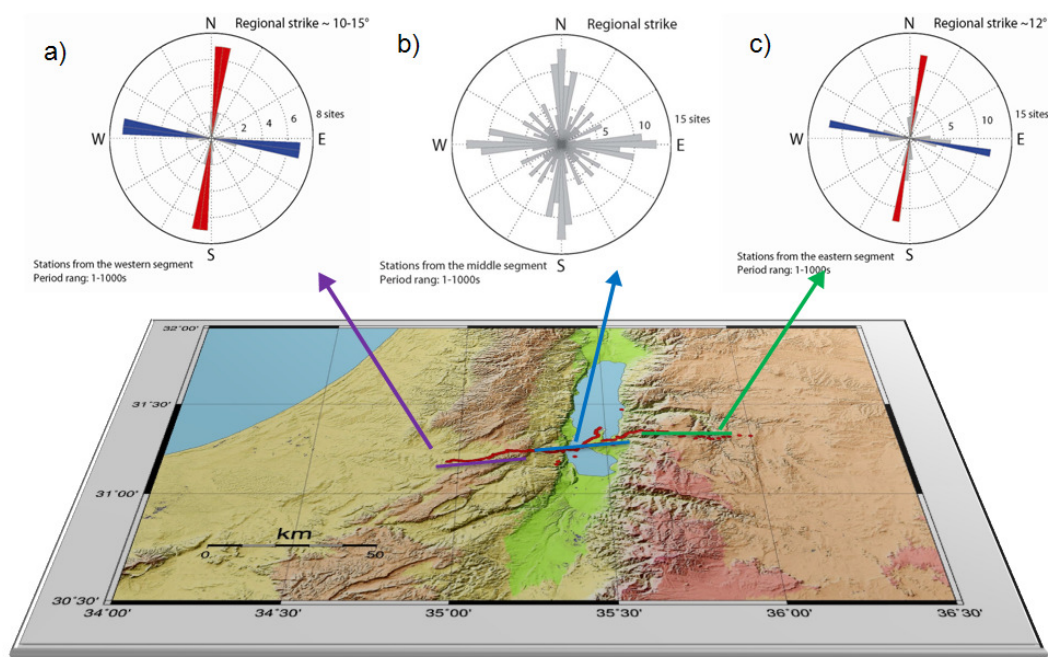 a)
Regional strike ~ 10-15°
N
W
E
S
2
4
6
8 sites
Stations from the western segment
Period rang: 1-1000s
b)
Regional strike
N
W
E
S
5
10
15 sites
Stations from the middle segment
Period rang: 1-1000s
c)
Regional strike ~12°
N
W
E
S
5
10
15 sites
Stations from the eastern segment
Period rang: 1-1000s
32°00'
31°30'
31°00'
30°30'
km
0
50
34°00'
34°30'
35°00'
35°30'
36°00'
36°30'